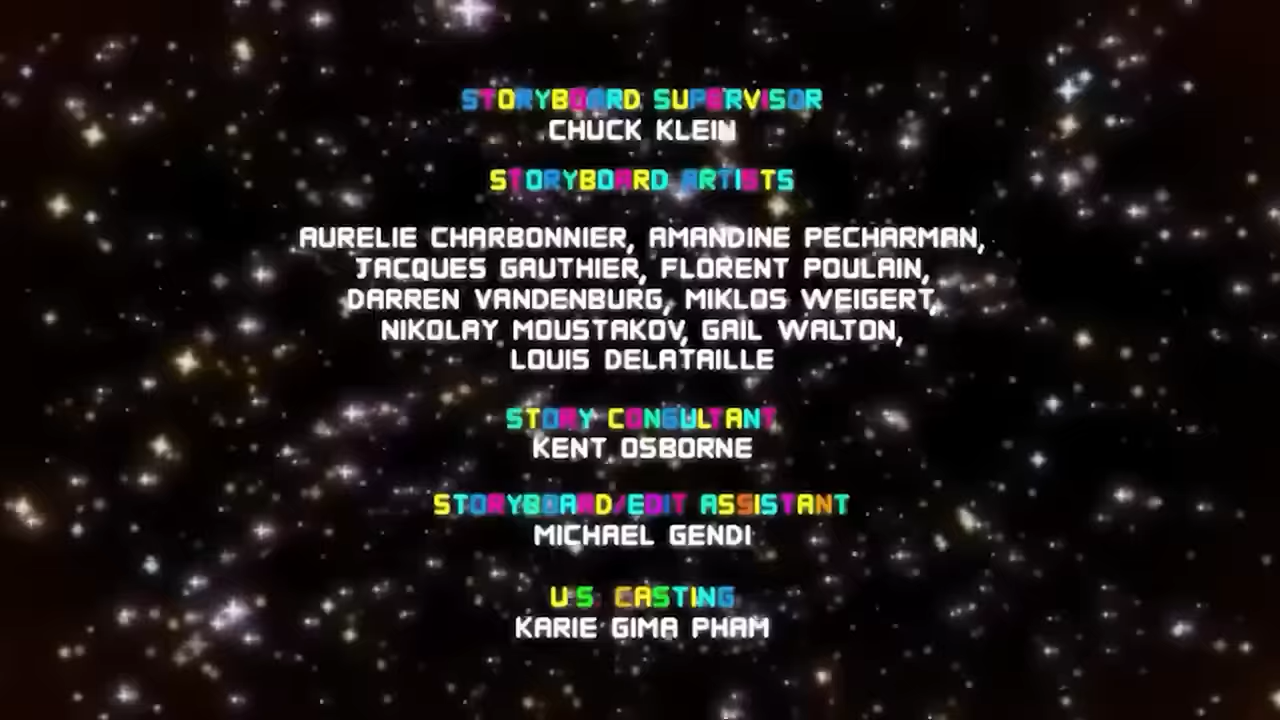 STORYBOARD SUPERVISOR
CHUCK KLEIN
STORYBOARD ARTISTS
AURELIE CHARBONNIER, AMANDINE PECHARMAN,
JACQUES GAUTHIER, FLORENT POULAIN,
DARREN VANDENBURG, MIKLOS WEIGERT,
NIKOLAY MOUSTAKOV, GAIL WALTON,
LOUIS DELATAILLE
STORY CONSULTANT
KENT OSBORNE
STORYBOARD/EDIT ASSISTANT
MICHAEL GENDI
US CASTING
KARIE GIMA PHAM